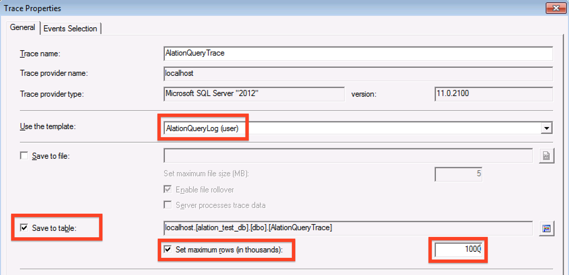 Trace Properties
General
Events Selection
Trace name: AlationQueryTrace
Trace provider name: localhost
Trace provider type: Microsoft SQL Server "2012" version: 11.0.2100
Use the template: AlationQueryLog (user)
Save to file:
Set maximum file size (MB): 5
Enable file rollover
Server processes trace data
Save to table: localhost.[alation_test_db].[dbo].[AlationQueryTrace]
Set maximum rows (in thousands): 1000